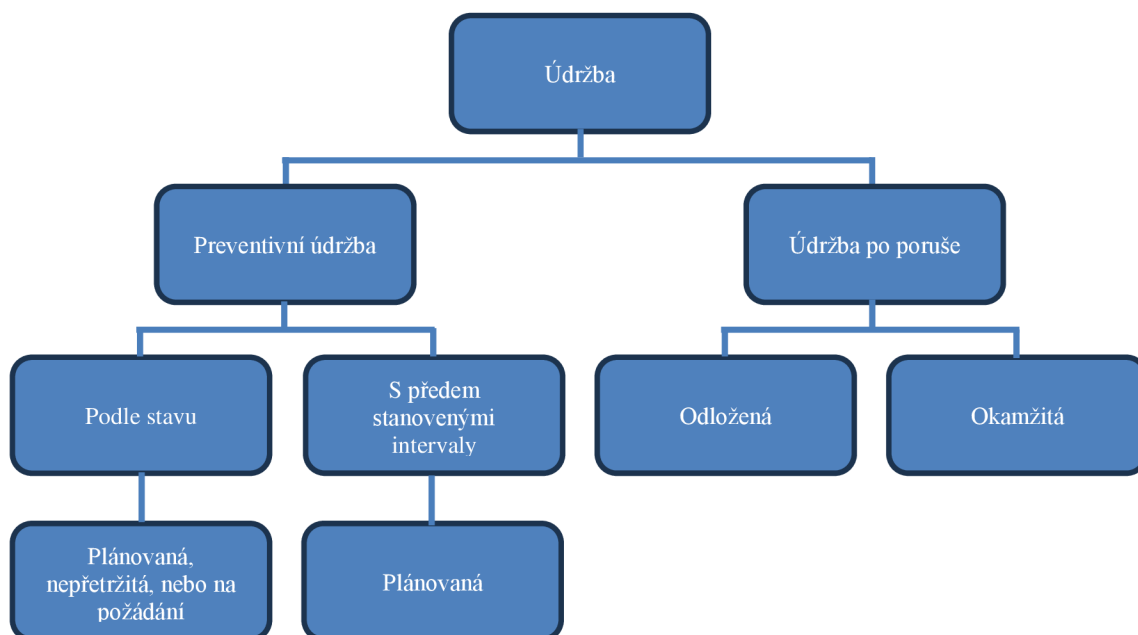 Údržba
Preventivní údržba
Údržba po poruše
Podle stavu
S předem
stanovenými
intervaly
Odložená
Okamžitá
Plánovaná,
nepřetržitá, nebo na
požádání
Plánovaná